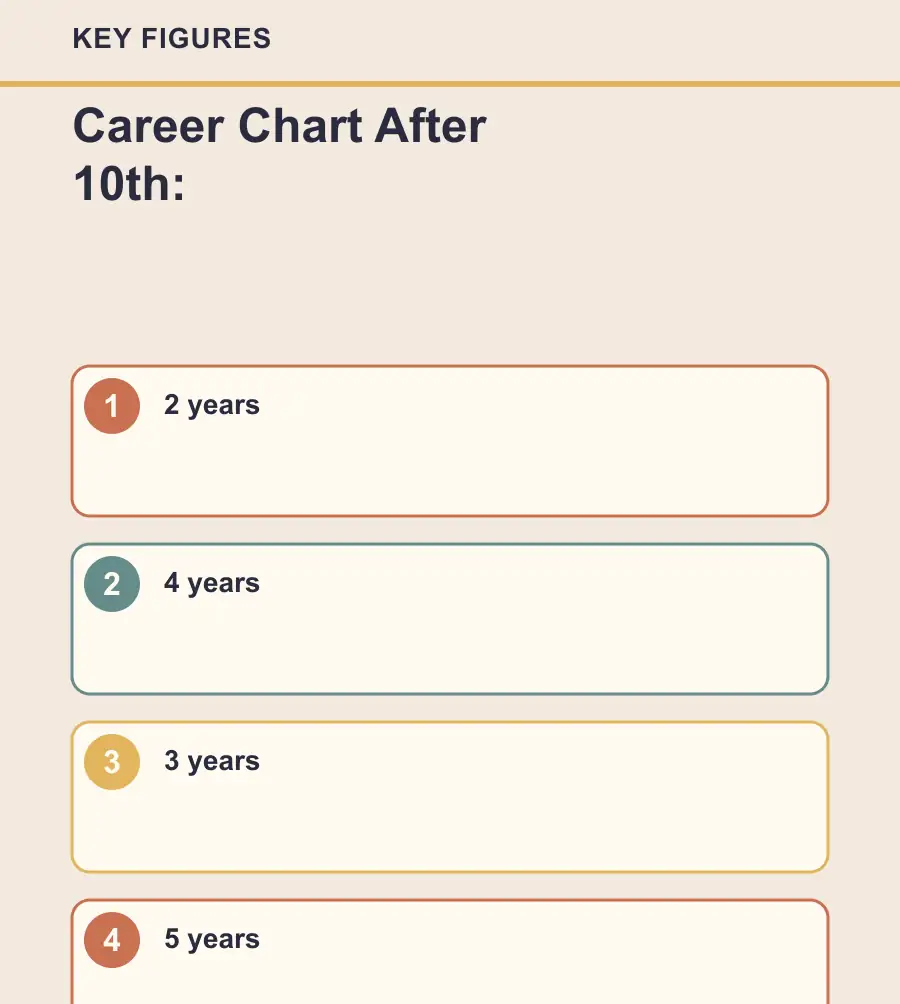 KEY FIGURES
Career Chart After
10th:
1
2 years
2
4 years
3
3 years
4
5 years